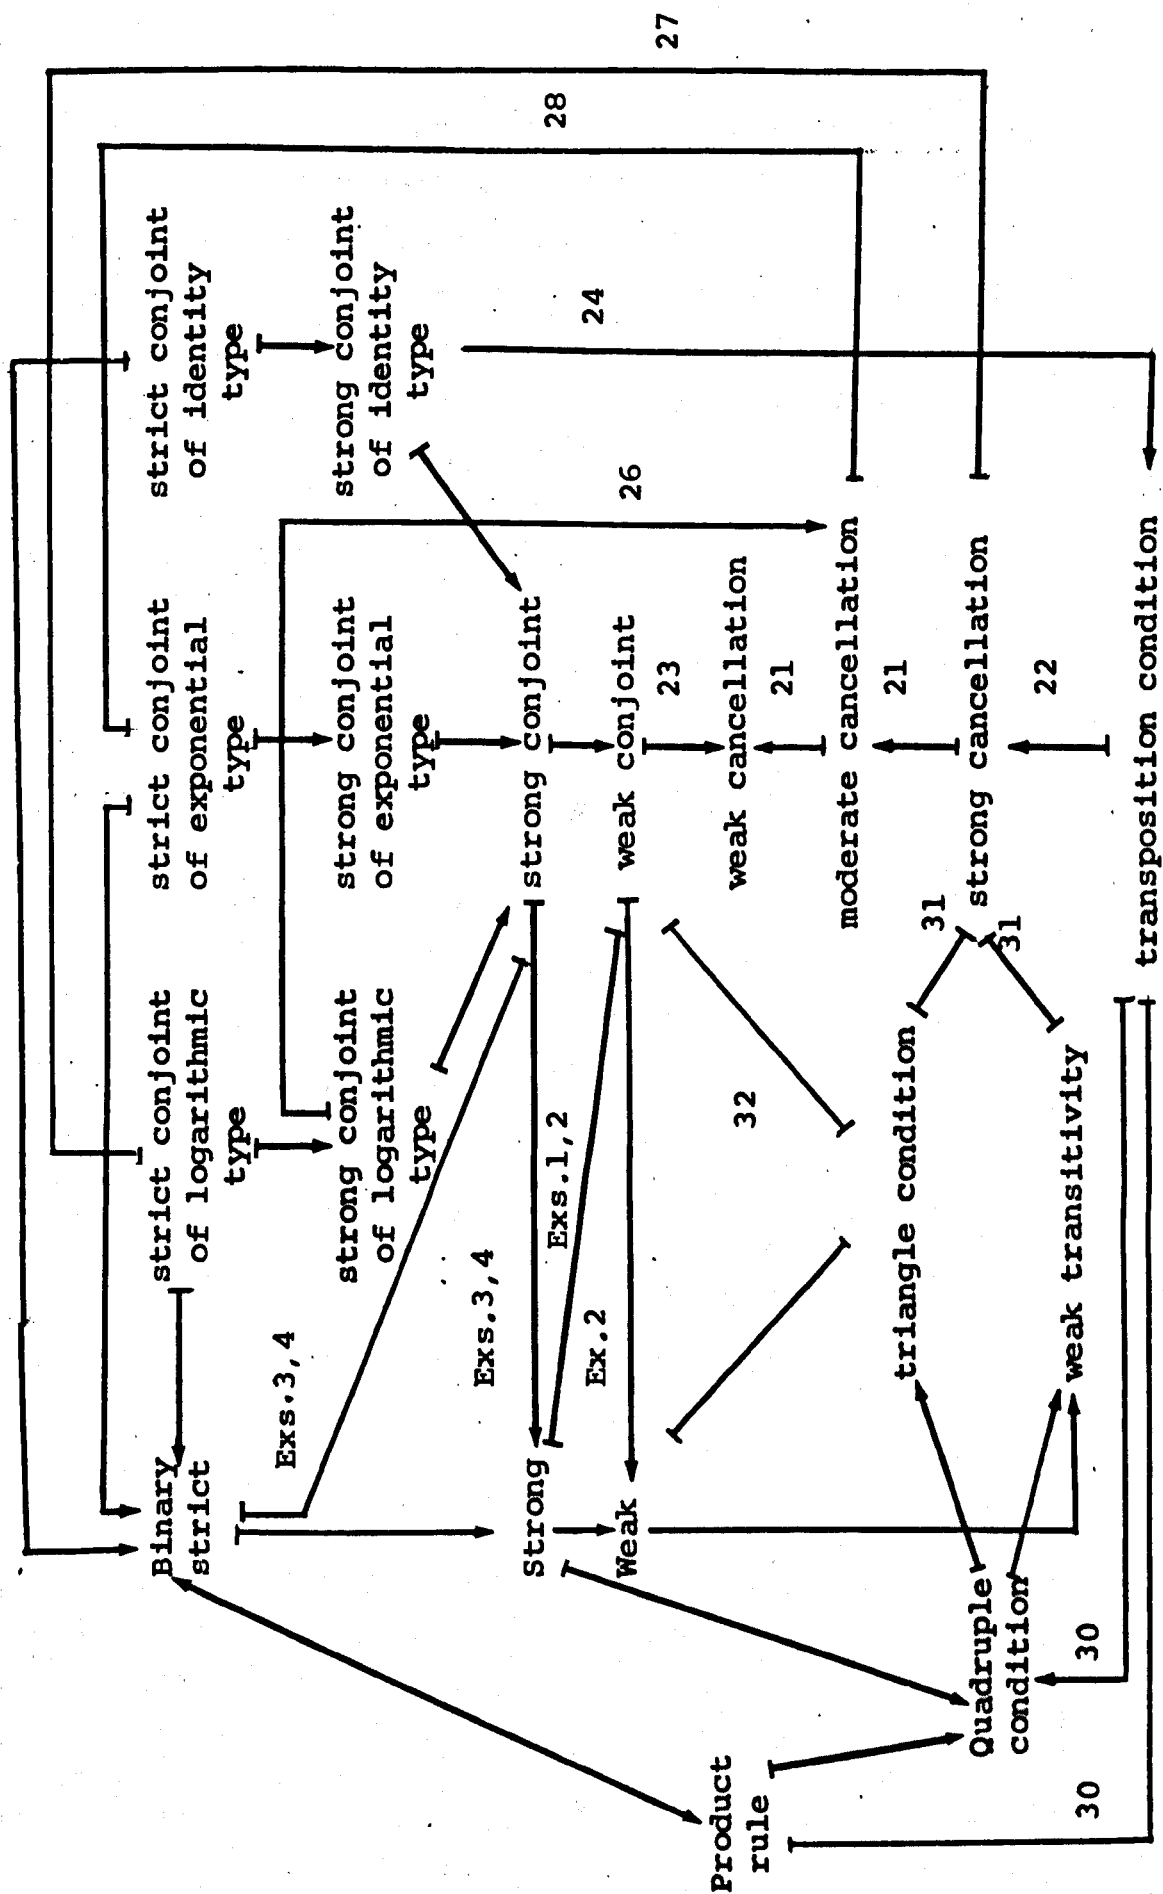 27
28
strict conjoint
of logarithmic
type
strict conjoint
of exponential
type
strict conjoint
of identity
type
Binary
strict
strong conjoint
of logarithmic
type
strong conjoint
of exponential
type
strong conjoint
of identity
type
Exs.3,4
26
24
Exs.3,4
Strong
strong conjoint
Exs.1,2
Ex.2
Weak
weak conjoint
23
32
weak cancellation
21
Product
rule
moderate cancellation
21
triangle condition
31
strong cancellation
31
Quadruple
condition
22
weak transitivity
30
30
transposition condition